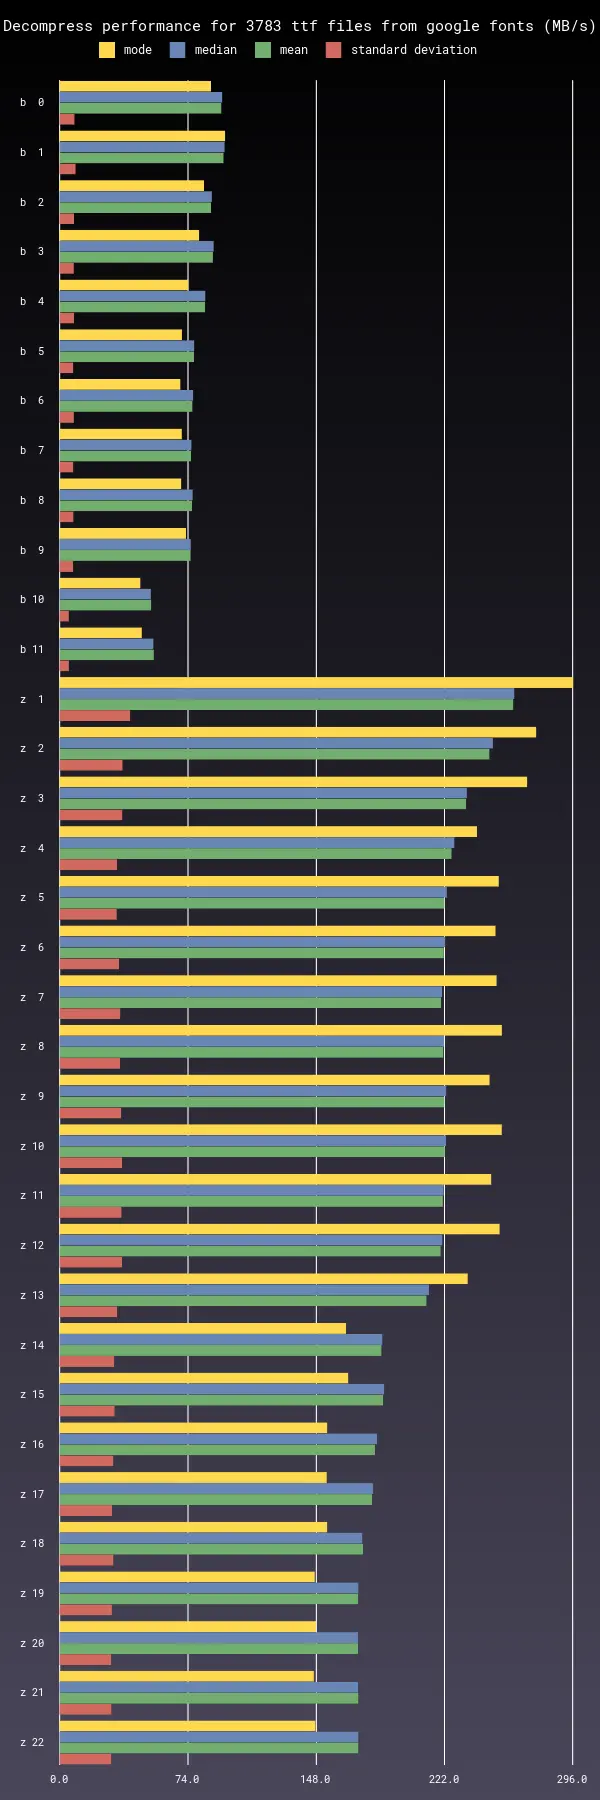 Decompress performance for 3783 ttf files from google fonts (MB/s)
mode median mean standard deviation
b 0
b 1
b 2
b 3
b 4
b 5
b 6
b 7
b 8
b 9
b 10
b 11
z 1
z 2
z 3
z 4
z 5
z 6
z 7
z 8
z 9
z 10
z 11
z 12
z 13
z 14
z 15
z 16
z 17
z 18
z 19
z 20
z 21
z 22
0.0 74.0 148.0 222.0 296.0